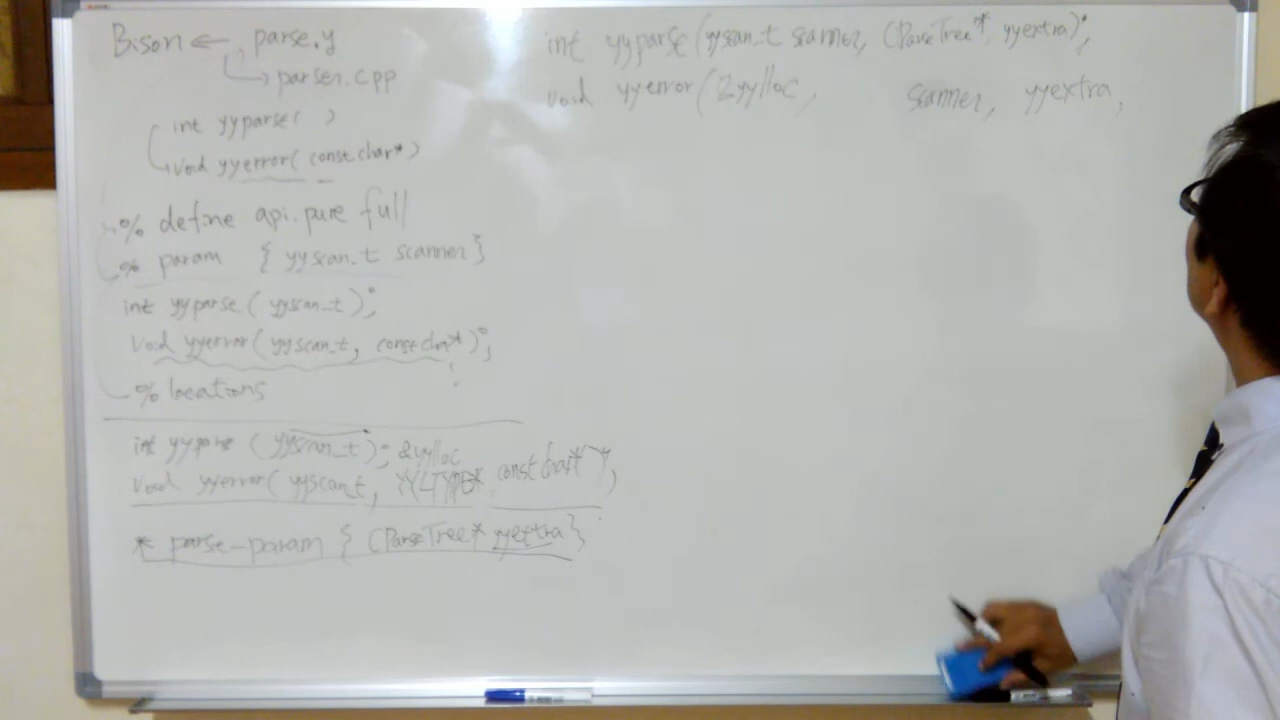 Bison ← parse.y
→ parser.cpp
int yyparse( )
void yyerror( const char*)
% define api.pure full
% param { yyscan_t scanner}
int yyparse( yyscan_t );
void yyerror( yyscan_t, const char* );
% locations
int yyparse ( yyscan_t ); &yylloc
void yyerror( yyscan_t, YYLTYPE* const char* );
* parse-param { CParseTree* yyextra}
int yyparse(yyscan_t scanner, CParseTree* yyextra);
void yyerror(&yylloc, scanner, yyextra,